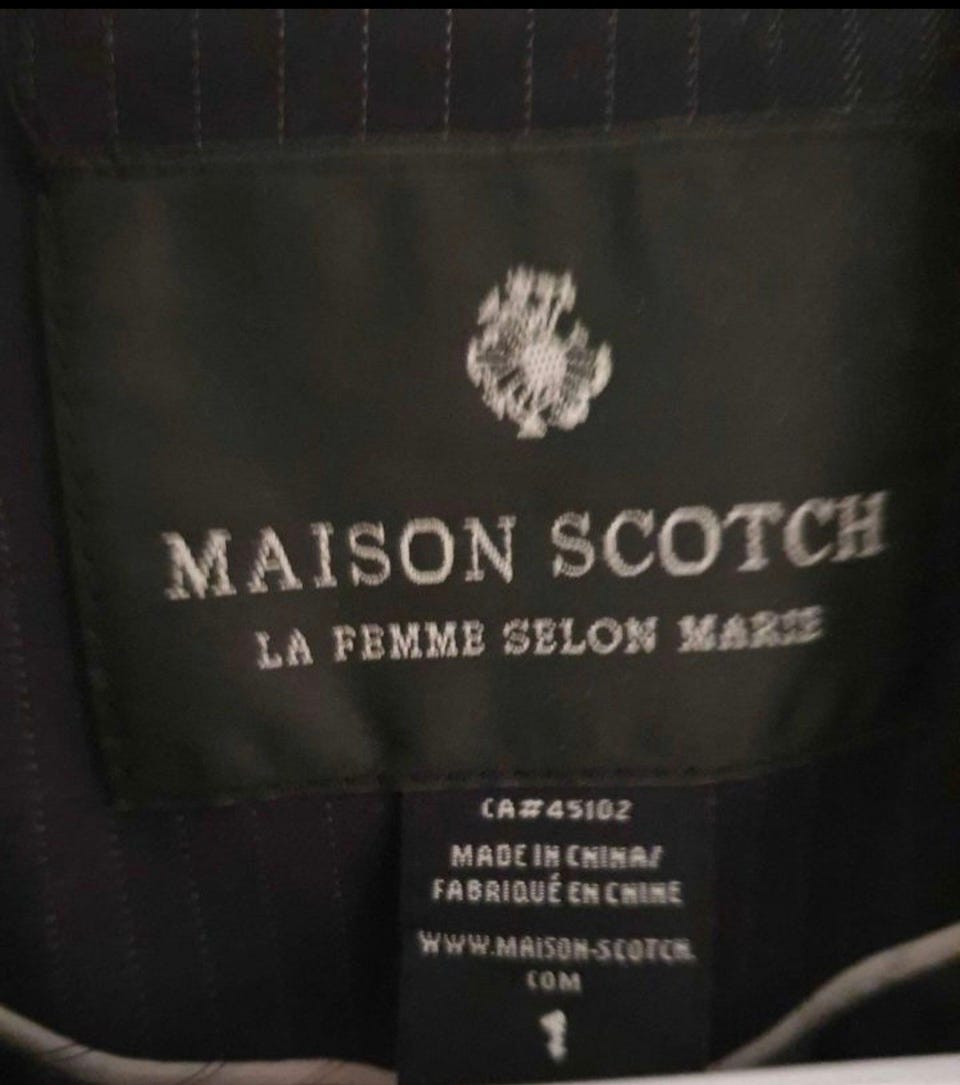 MAISON SCOTCH
LA FEMME SELON MARIE
CA#45102
MADE IN CHINA/
FABRIQUÉ EN CHINE
WWW.MAISON-SCOTCH.
COM
1